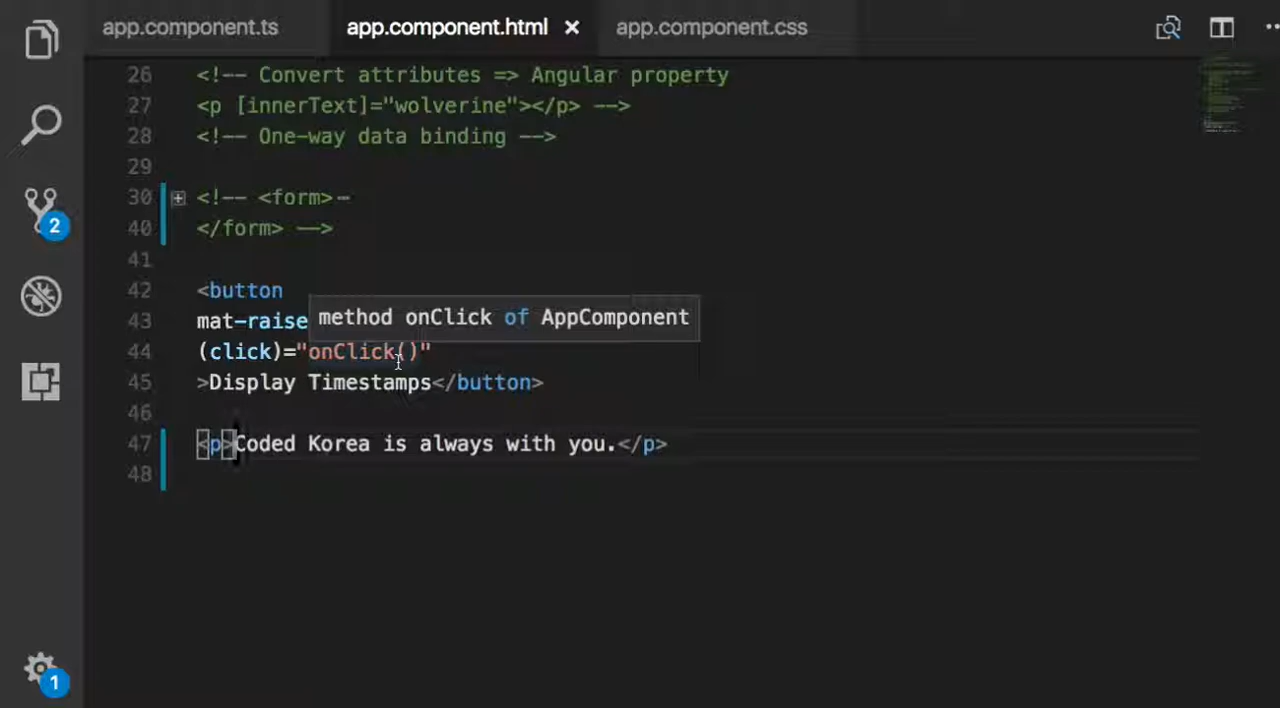 app.component.ts app.component.html × app.component.css
26 <!-- Convert attributes => Angular property
27 <p [innerText]="wolverine"></p> -->
28 <!-- One-way data binding -->
29
30 <!-- <form>
40 </form> -->
41
42 <button
method onClick of AppComponent
43 mat-raise
44 (click)="onClick()"
45 >Display Timestamps</button>
46
47 <p>Coded Korea is always with you.</p>
48
2
1